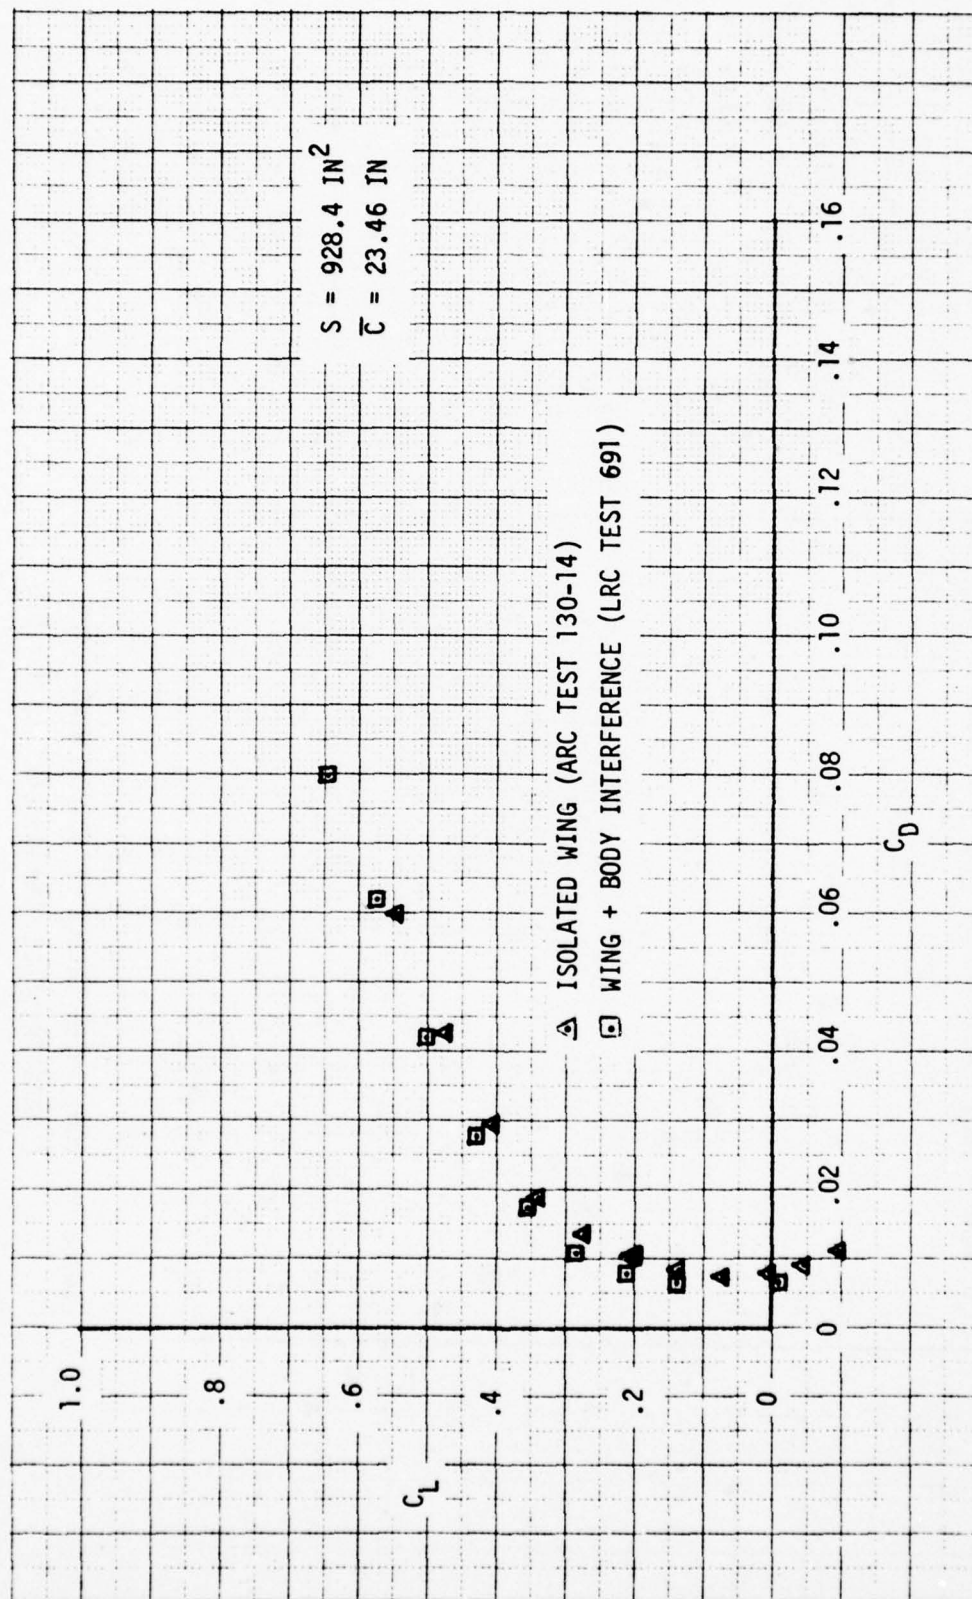 1.0
.8
.6
.4
.2
0
C_L
S = 928.4 IN²
C̅ = 23.46 IN
ISOLATED WING (ARC TEST 130-14)
WING + BODY INTERFERENCE (LRC TEST 691)
0
.02
.04
.06
.08
.10
.12
.14
.16
C_D